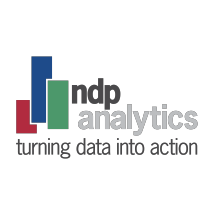 ndp
analytics
turning data into action